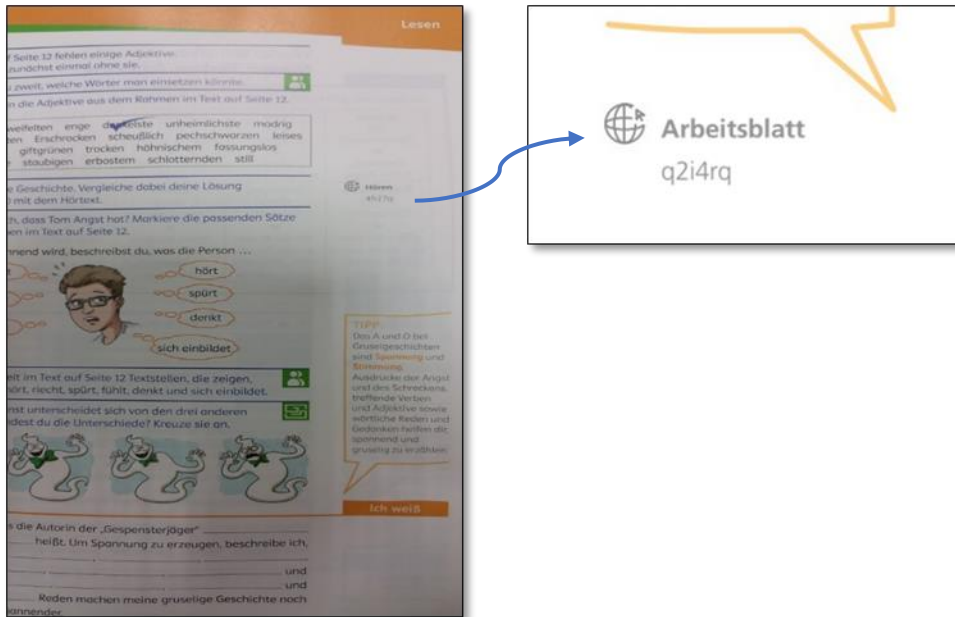 Lesen
f Seite 12 fehlen einige Adjektive.
zunächst einmal ohne sie.
u zweit, welche Wörter man einsetzen könnte.
n die Adjektive aus dem Rahmen im Text auf Seite 12.
weifelten enge dunkelste unheimlichste modrig
en Erschrocken scheußlich pechschwarzen leises
giftgrünen trocken höhnischem fassungslos
staubigen erbostem schlotternden still
e Geschichte. Vergleiche dabei deine Lösung
mit dem Hörtext.
Hören
ch, dass Tom Angst hat? Markiere die passenden Sätze
en im Text auf Seite 12.
nnend wird, beschreibst du, was die Person ...
t
hört
spürt
denkt
sich einbildet
eit im Text auf Seite 12 Textstellen, die zeigen,
ört, riecht, spürt, fühlt, denkt und sich einbildet.
nst unterscheidet sich von den drei anderen
dest du die Unterschiede? Kreuze sie an.
TIPP
Das A und O bei
Gruselgeschichten
sind Spannung und
Stimmung.
Ausdrücke der Angst
und des Schreckens,
treffende Verben
und Adjektive sowie
wörtliche Reden und
Gedanken helfen dir,
spannend und
gruselig zu erzählen.
Ich weiß
s die Autorin der „Gespensterjäger“
heißt. Um Spannung zu erzeugen, beschreibe ich,
und
und
Reden machen meine gruselige Geschichte noch
pannender.
Arbeitsblatt
q2i4rq